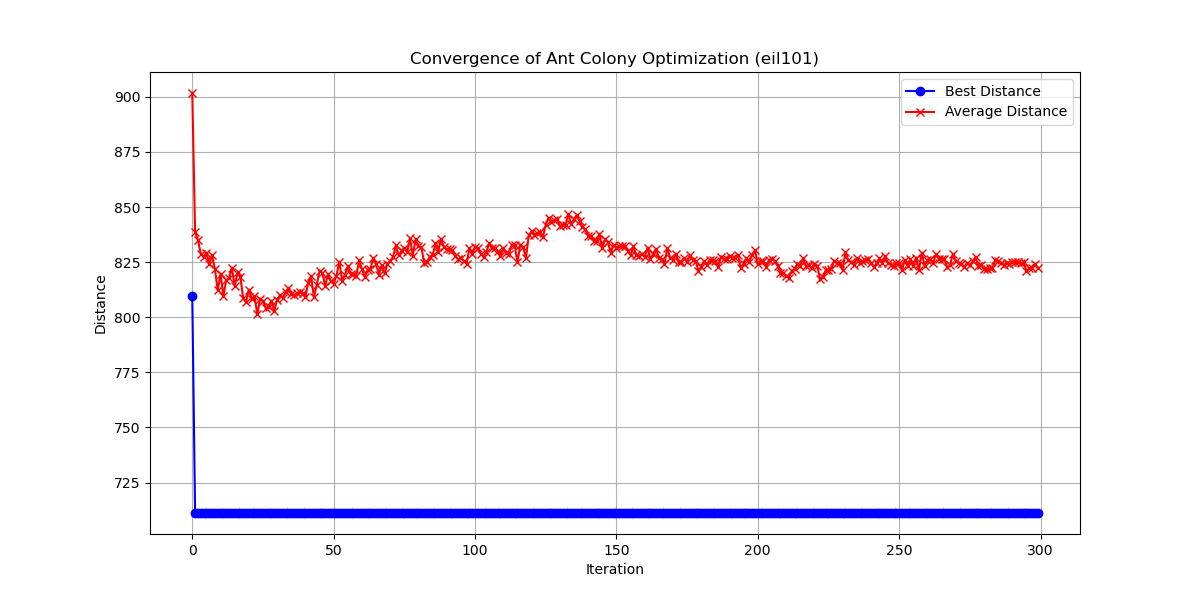 Convergence of Ant Colony Optimization (eil101)
Best Distance
Average Distance
900
875
850
825
800
775
750
725
Distance
0 50 100 150 200 250 300
Iteration